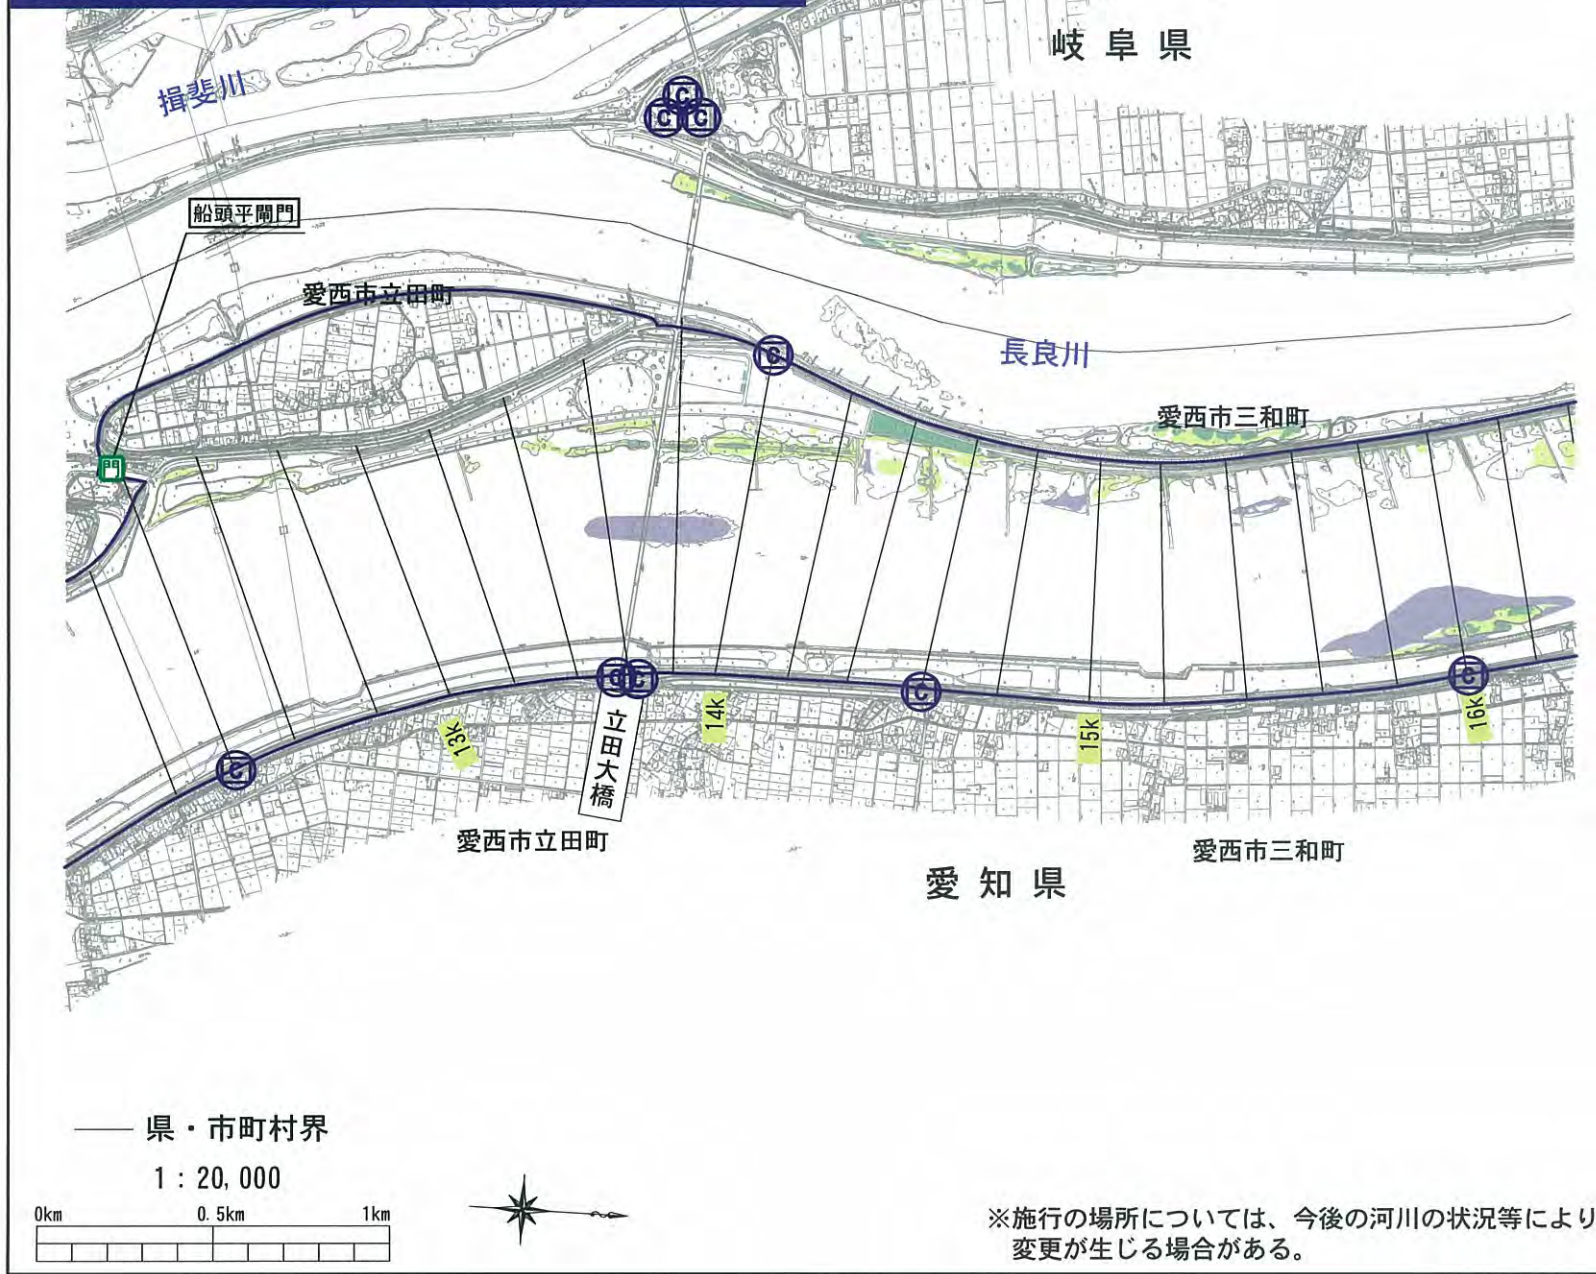 岐阜県
揖斐川
C
C C
船頭平閘門
愛西市立田町
C
長良川
愛西市三和町
門
C C
C
C
C
13k
14k
15k
16k
立田大橋
愛西市立田町
愛西市三和町
愛知県
県・市町村界
1:20,000
0km 0.5km 1km
※施行の場所については、今後の河川の状況等により
変更が生じる場合がある。